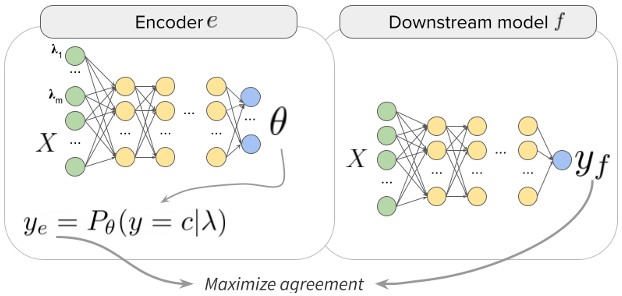 Encoder e
Downstream model f
λ1
...
λm
X
...
...
...
...
...
θ
X
...
...
...
...
yf
ye = Pθ(y = c|λ)
Maximize agreement